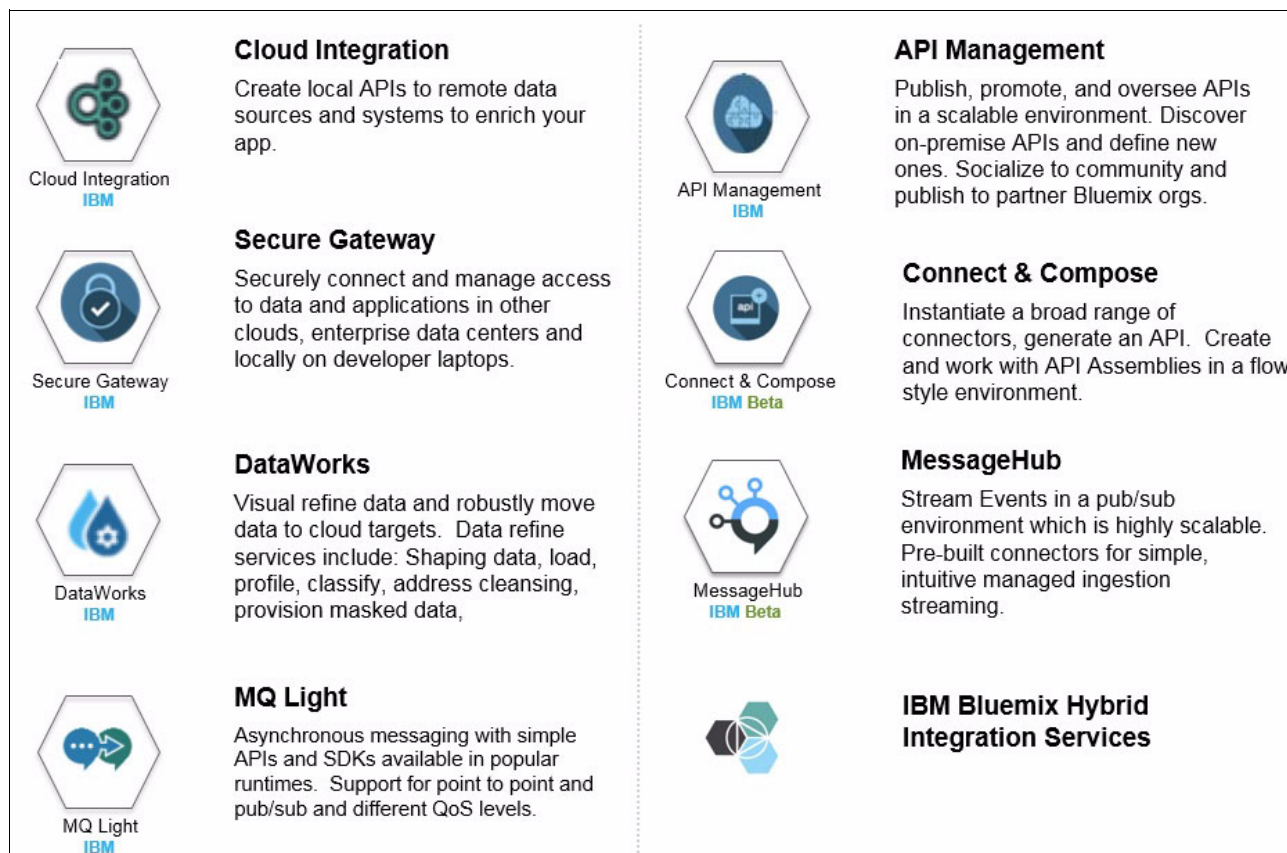 Cloud Integration
Create local APIs to remote data
sources and systems to enrich your
app.
Cloud Integration
IBM
Secure Gateway
Securely connect and manage access
to data and applications in other
clouds, enterprise data centers and
locally on developer laptops.
Secure Gateway
IBM
DataWorks
Visual refine data and robustly move
data to cloud targets.  Data refine
services include: Shaping data, load,
profile, classify, address cleansing,
provision masked data,
DataWorks
IBM
MQ Light
Asynchronous messaging with simple
APIs and SDKs available in popular
runtimes.  Support for point to point and
pub/sub and different QoS levels.
MQ Light
IBM
API Management
Publish, promote, and oversee APIs
in a scalable environment. Discover
on-premise APIs and define new
ones. Socialize to community and
publish to partner Bluemix orgs.
API Management
IBM
Connect & Compose
Instantiate a broad range of
connectors, generate an API.  Create
and work with API Assemblies in a flow
style environment.
api
Connect & Compose
IBM Beta
MessageHub
Stream Events in a pub/sub
environment which is highly scalable.
Pre-built connectors for simple,
intuitive managed ingestion
streaming.
MessageHub
IBM Beta
IBM Bluemix Hybrid
Integration Services